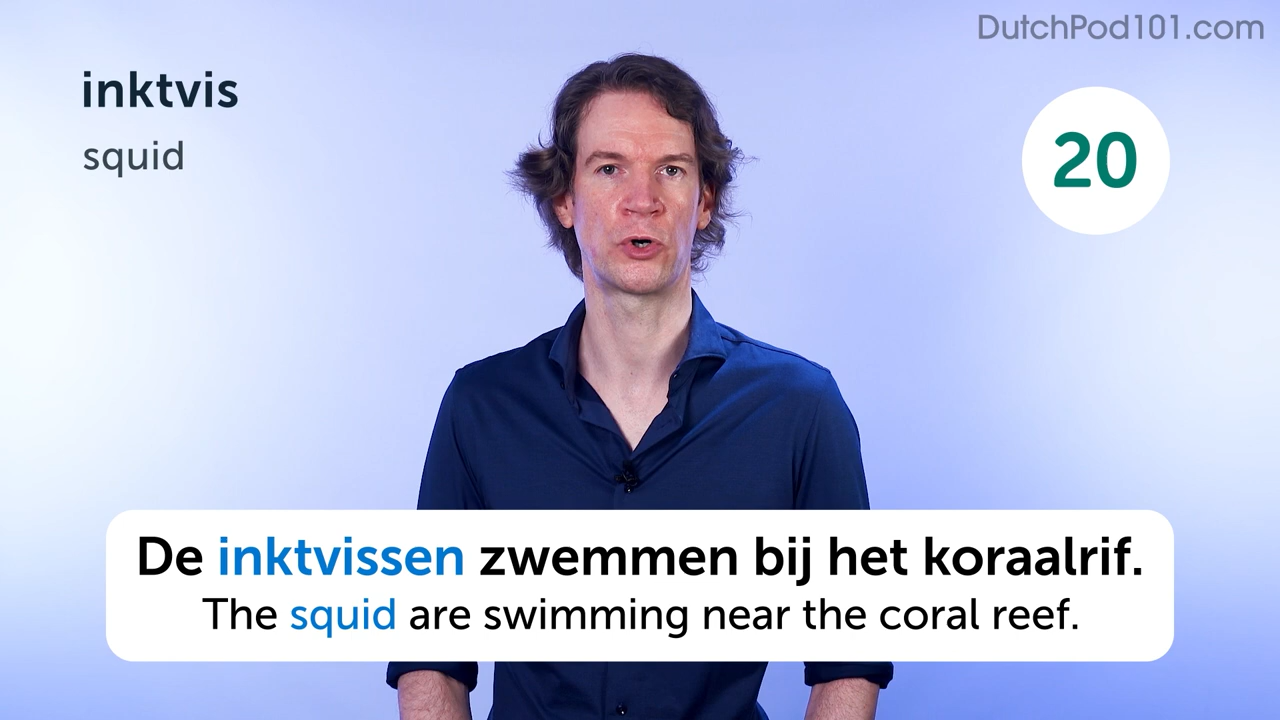 DutchPod101.com
inktvis
squid
20
De inktvissen zwemmen bij het koraalrif.
The squid are swimming near the coral reef.